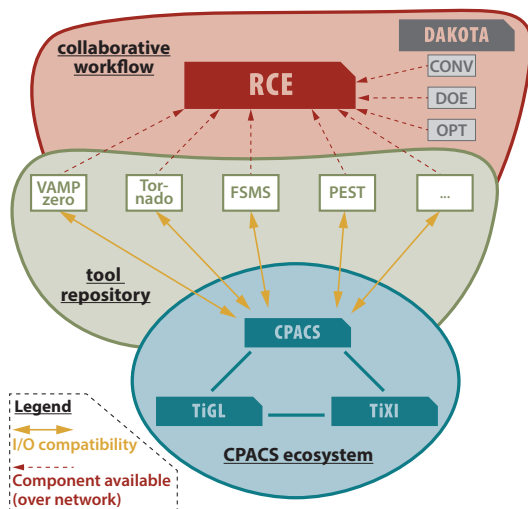 DAKOTA
collaborative
workflow
CONV
RCE
DOE
OPT
VAMP
zero
Tor-
nado
FSMS
PEST
...
tool
repository
CPACS
TiGL
TiXI
CPACS ecosystem
Legend
I/O compatibility
Component available
(over network)